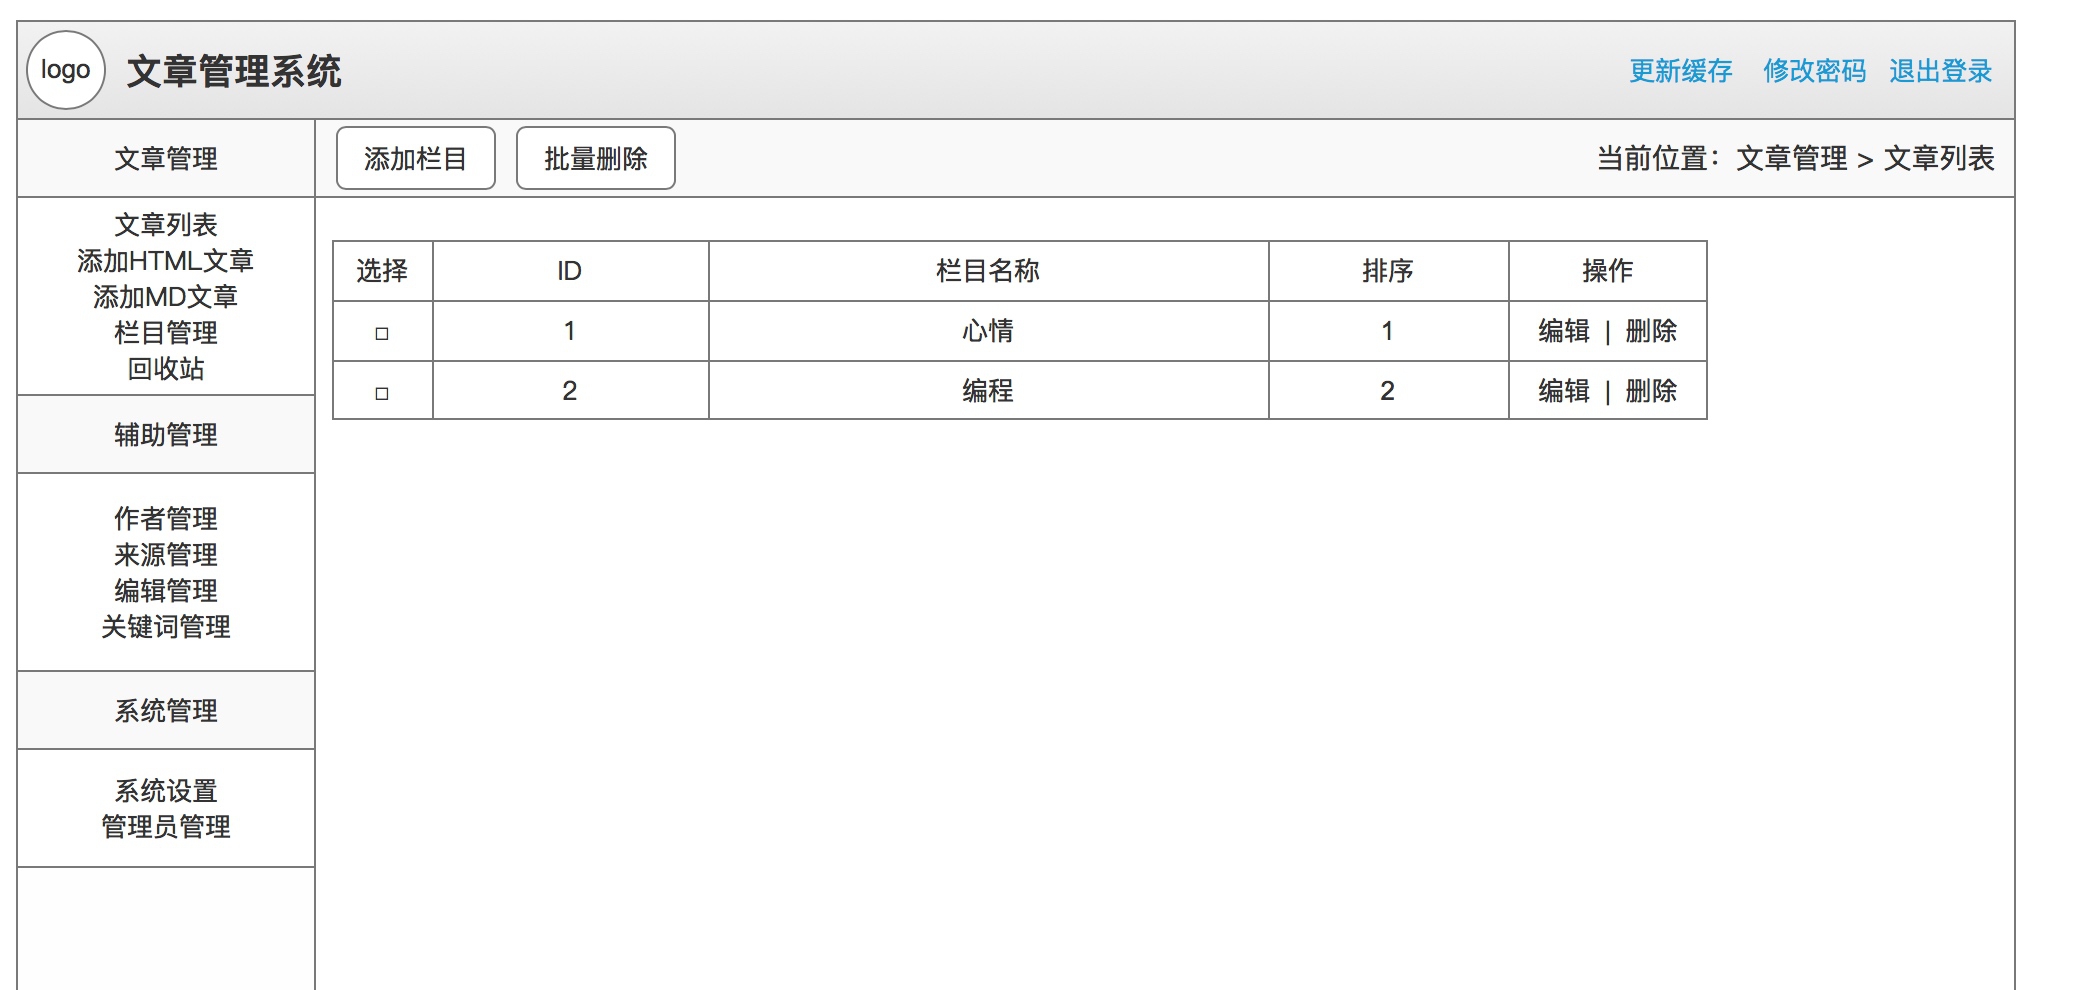 logo 文章管理系统 更新缓存 修改密码 退出登录
文章管理 添加栏目 批量删除 当前位置：文章管理 > 文章列表
文章列表
添加HTML文章
添加MD文章
栏目管理
回收站
辅助管理
作者管理
来源管理
编辑管理
关键词管理
系统管理
系统设置
管理员管理
选择 ID 栏目名称 排序 操作
1 心情 1 编辑 | 删除
2 编程 2 编辑 | 删除